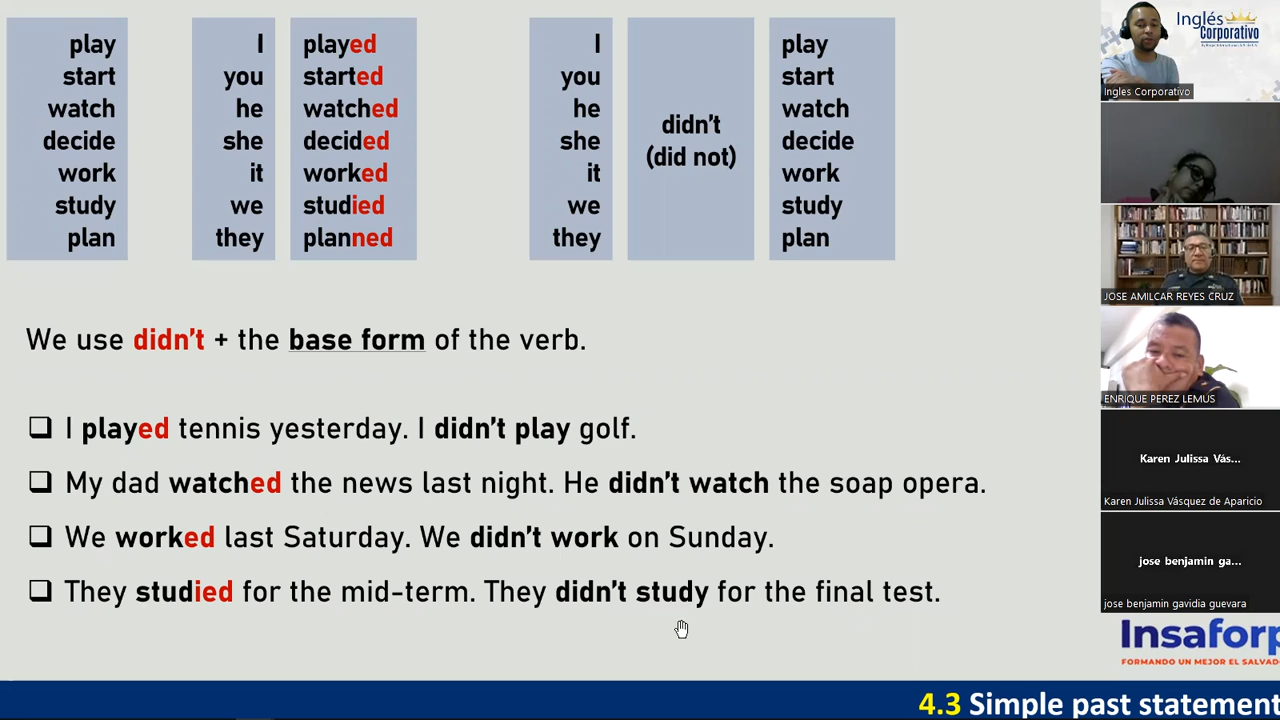 play
start
watch
decide
work
study
plan
I
you
he
she
it
we
they
played
started
watched
decided
worked
studied
planned
I
you
he
she
it
we
they
didn't
(did not)
play
start
watch
decide
work
study
plan
We use didn't + the base form of the verb.
I played tennis yesterday. I didn't play golf.
My dad watched the news last night. He didn't watch the soap opera.
We worked last Saturday. We didn't work on Sunday.
They studied for the mid-term. They didn't study for the final test.
4.3 Simple past statement
Inglés
Corporativo
Ingles Corporativo
JOSE AMILCAR REYES CRUZ
ENRIQUE PEREZ LEMUS
Karen Julissa Vás...
Karen Julissa Vásquez de Aparicio
jose benjamin ga...
jose benjamin gavidia guevara
Insaforp
FORMANDO UN MEJOR EL SALVAD